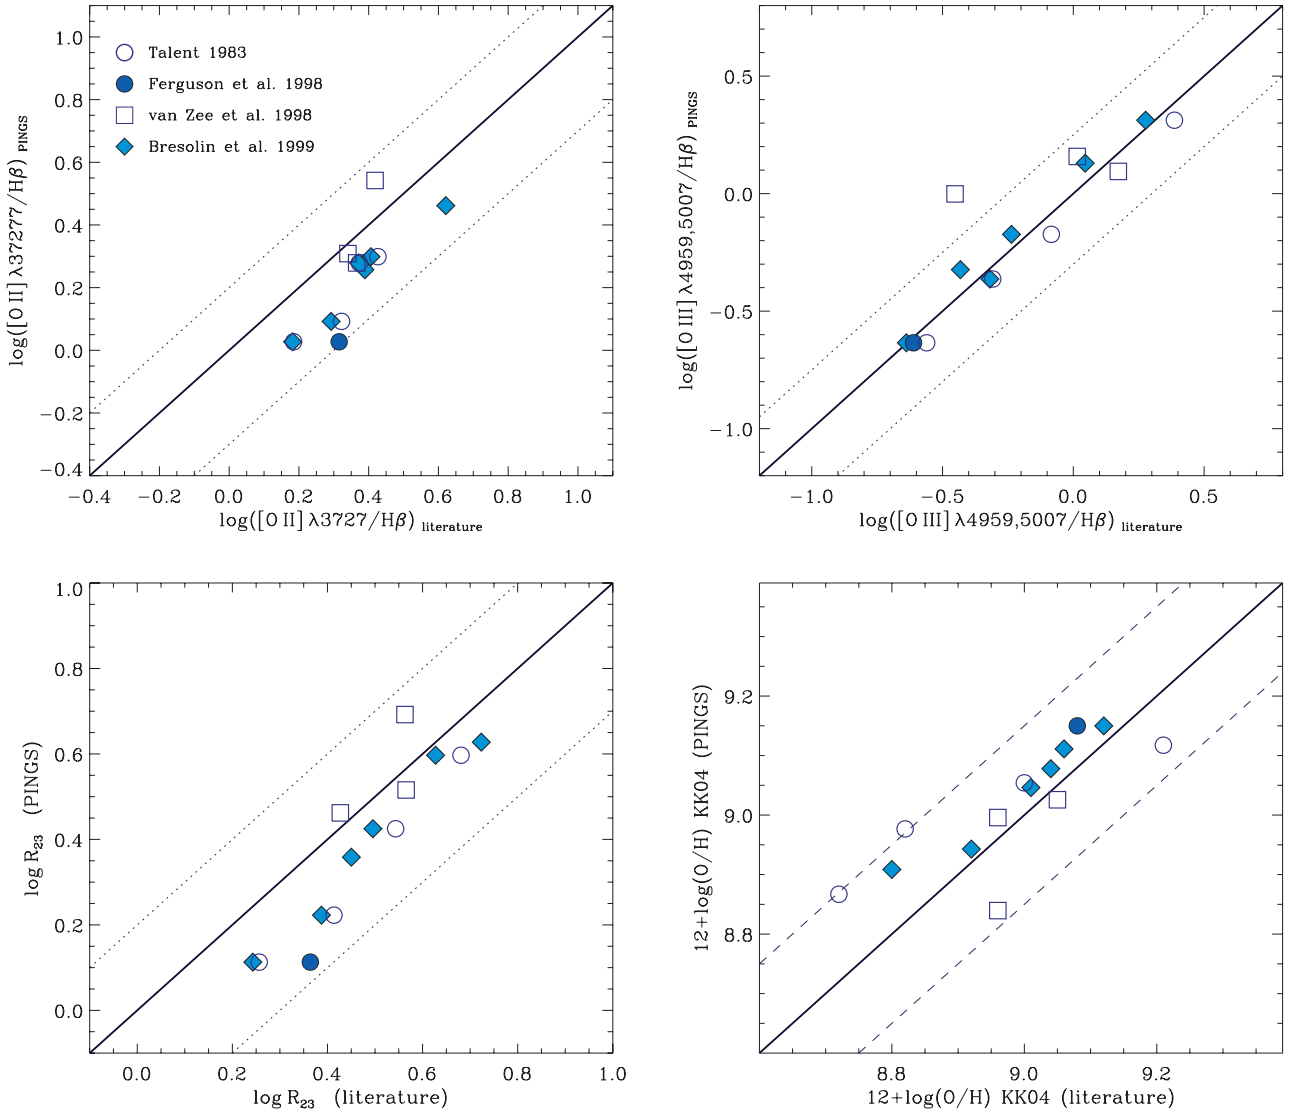 1.0
0.8
0.6
0.4
0.2
0.0
−0.2
−0.4
log([O II] λ37277/Hβ) PINGS
Talent 1983
Ferguson et al. 1998
van Zee et al. 1998
Bresolin et al. 1999
−0.4 −0.2 0.0 0.2 0.4 0.6 0.8 1.0
log([O II] λ3727/Hβ) literature
0.5
0.0
−0.5
−1.0
log([O III] λ4959,5007/Hβ) PINGS
−1.0 −0.5 0.0 0.5
log([O III] λ4959,5007/Hβ) literature
1.0
0.8
0.6
0.4
0.2
0.0
log R23 (PINGS)
0.0 0.2 0.4 0.6 0.8 1.0
log R23 (literature)
9.2
9.0
8.8
12+log(O/H) KK04 (PINGS)
8.8 9.0 9.2
12+log(O/H) KK04 (literature)